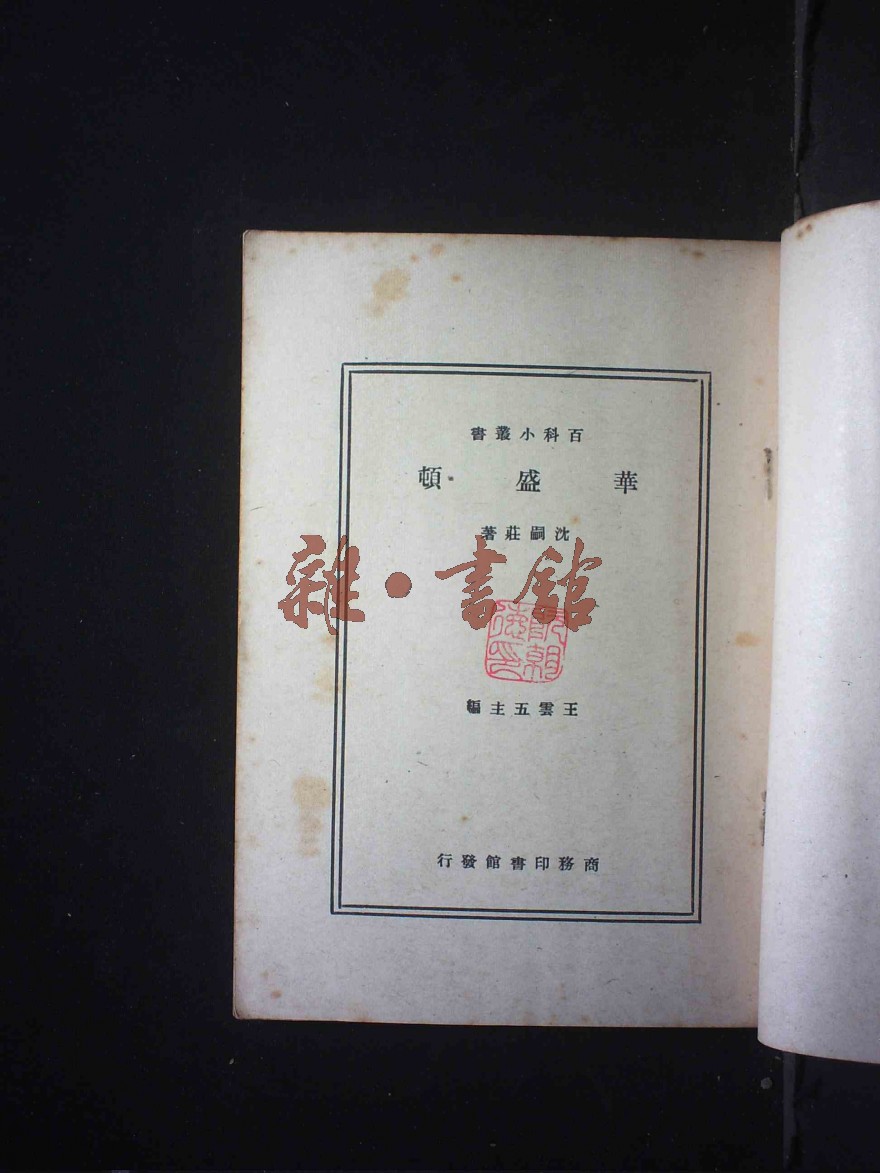 百科小叢書
華盛頓
沈嗣莊著
雜·書館
王雲五主編
商務印書館發行